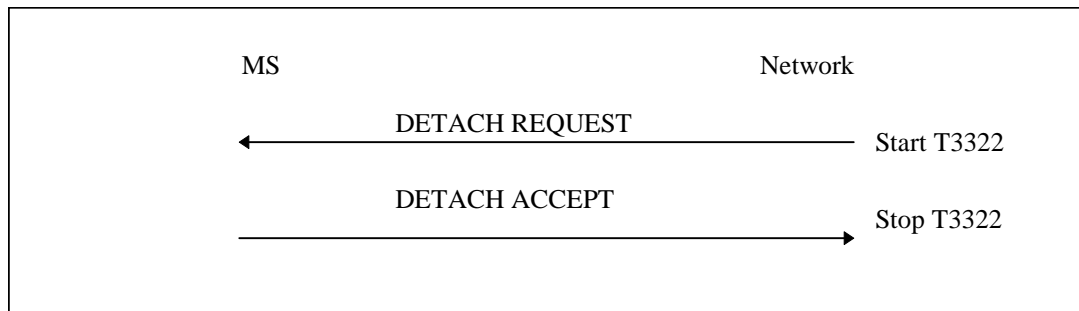 MS
Network
DETACH REQUEST
Start T3322
DETACH ACCEPT
Stop T3322